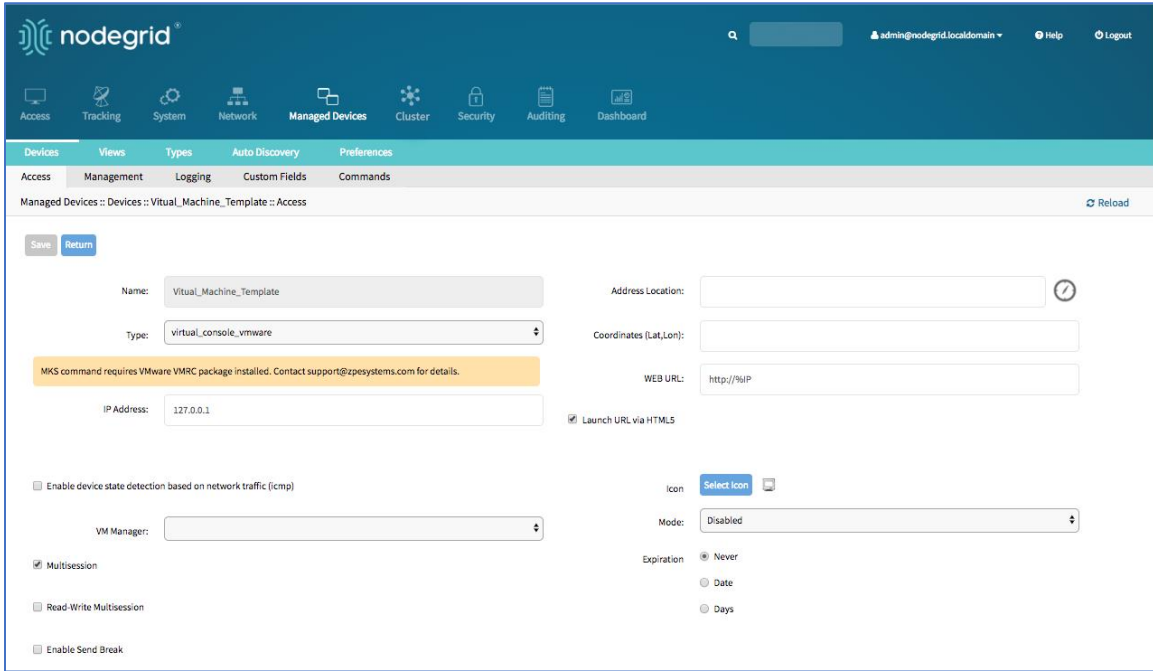 nodegrid®
admin@nodegrid.localdomain Help Logout
Access Tracking System Network Managed Devices Cluster Security Auditing Dashboard
Devices Views Types Auto Discovery Preferences
Access Management Logging Custom Fields Commands
Managed Devices :: Devices :: Vitual_Machine_Template :: Access Reload
Save Return
Name: Vitual_Machine_Template
Type: virtual_console_vmware
MKS command requires VMware VMRC package installed. Contact support@zpesystems.com for details.
IP Address: 127.0.0.1
Enable device state detection based on network traffic (icmp)
VM Manager:
Multisession
Read-Write Multisession
Enable Send Break
Address Location:
Coordinates (Lat,Lon):
WEB URL: http://%IP
Launch URL via HTML5
Icon Select Icon
Mode: Disabled
Expiration Never
Date
Days